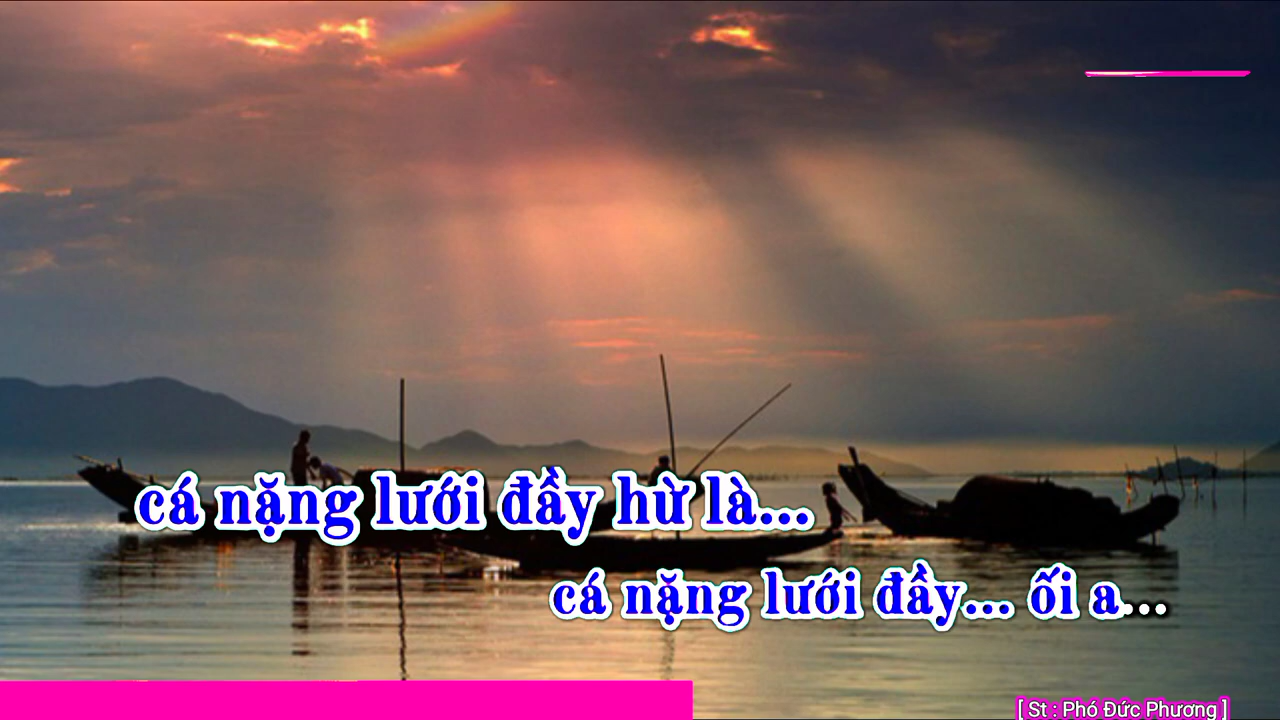 cá nặng lưới đầy hừ là...
cá nặng lưới đầy... ối a...
[ St : Phó Đức Phương ]